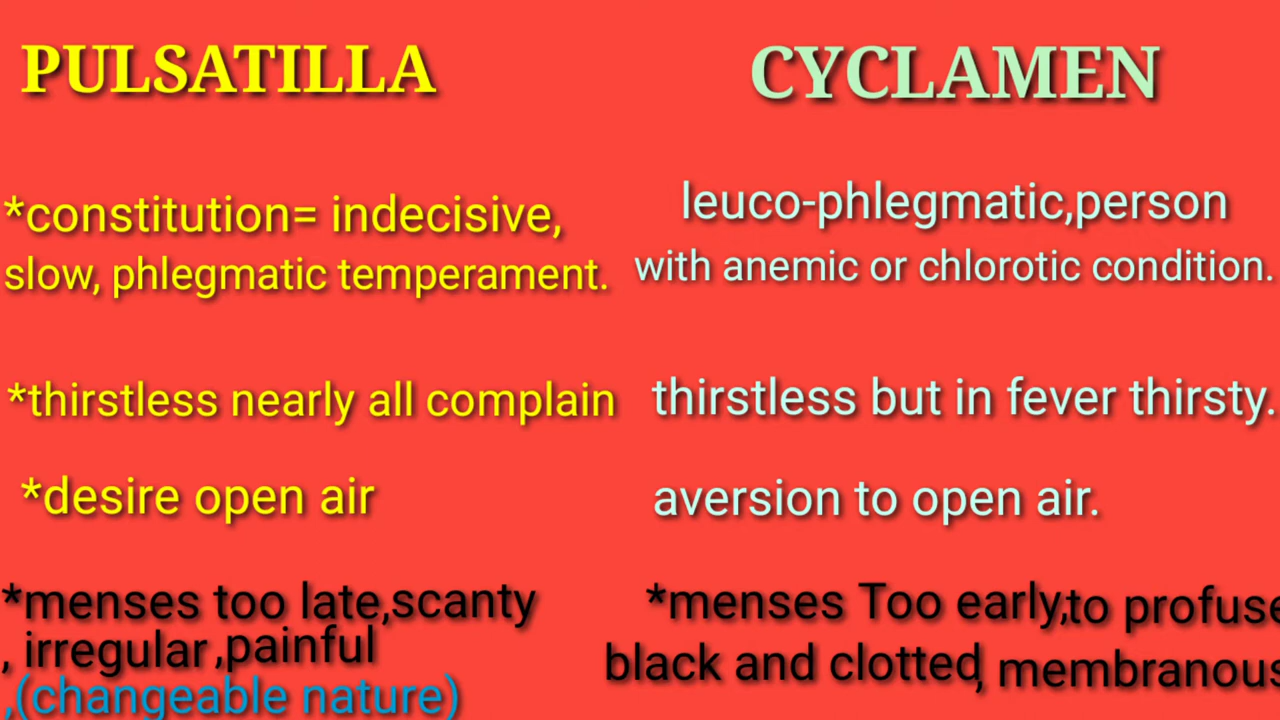 PULSATILLA
*constitution= indecisive,
slow, phlegmatic temperament.
*thirstless nearly all complain
*desire open air
*menses too late,scanty
, irregular ,painful
,(changeable nature)
CYCLAMEN
leuco-phlegmatic,person
with anemic or chlorotic condition.
thirstless but in fever thirsty.
aversion to open air.
*menses Too early,to profuse
black and clotted, membranous